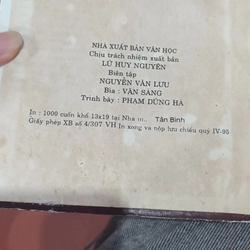 NHÀ XUẤT BẢN VĂN HỌC
Chịu trách nhiệm xuất bản
LỮ HUY NGUYÊN
Biên tập
NGUYỄN VĂN LƯU
Bìa : VĂN SÁNG
Trình bày : PHẠM DŨNG HÀ
In : 1000 cuốn khổ 13x19 tại Nhà in. Tân Bình
Giấy phép XB số 4/307 VH In xong và nộp lưu chiểu quý IV-95